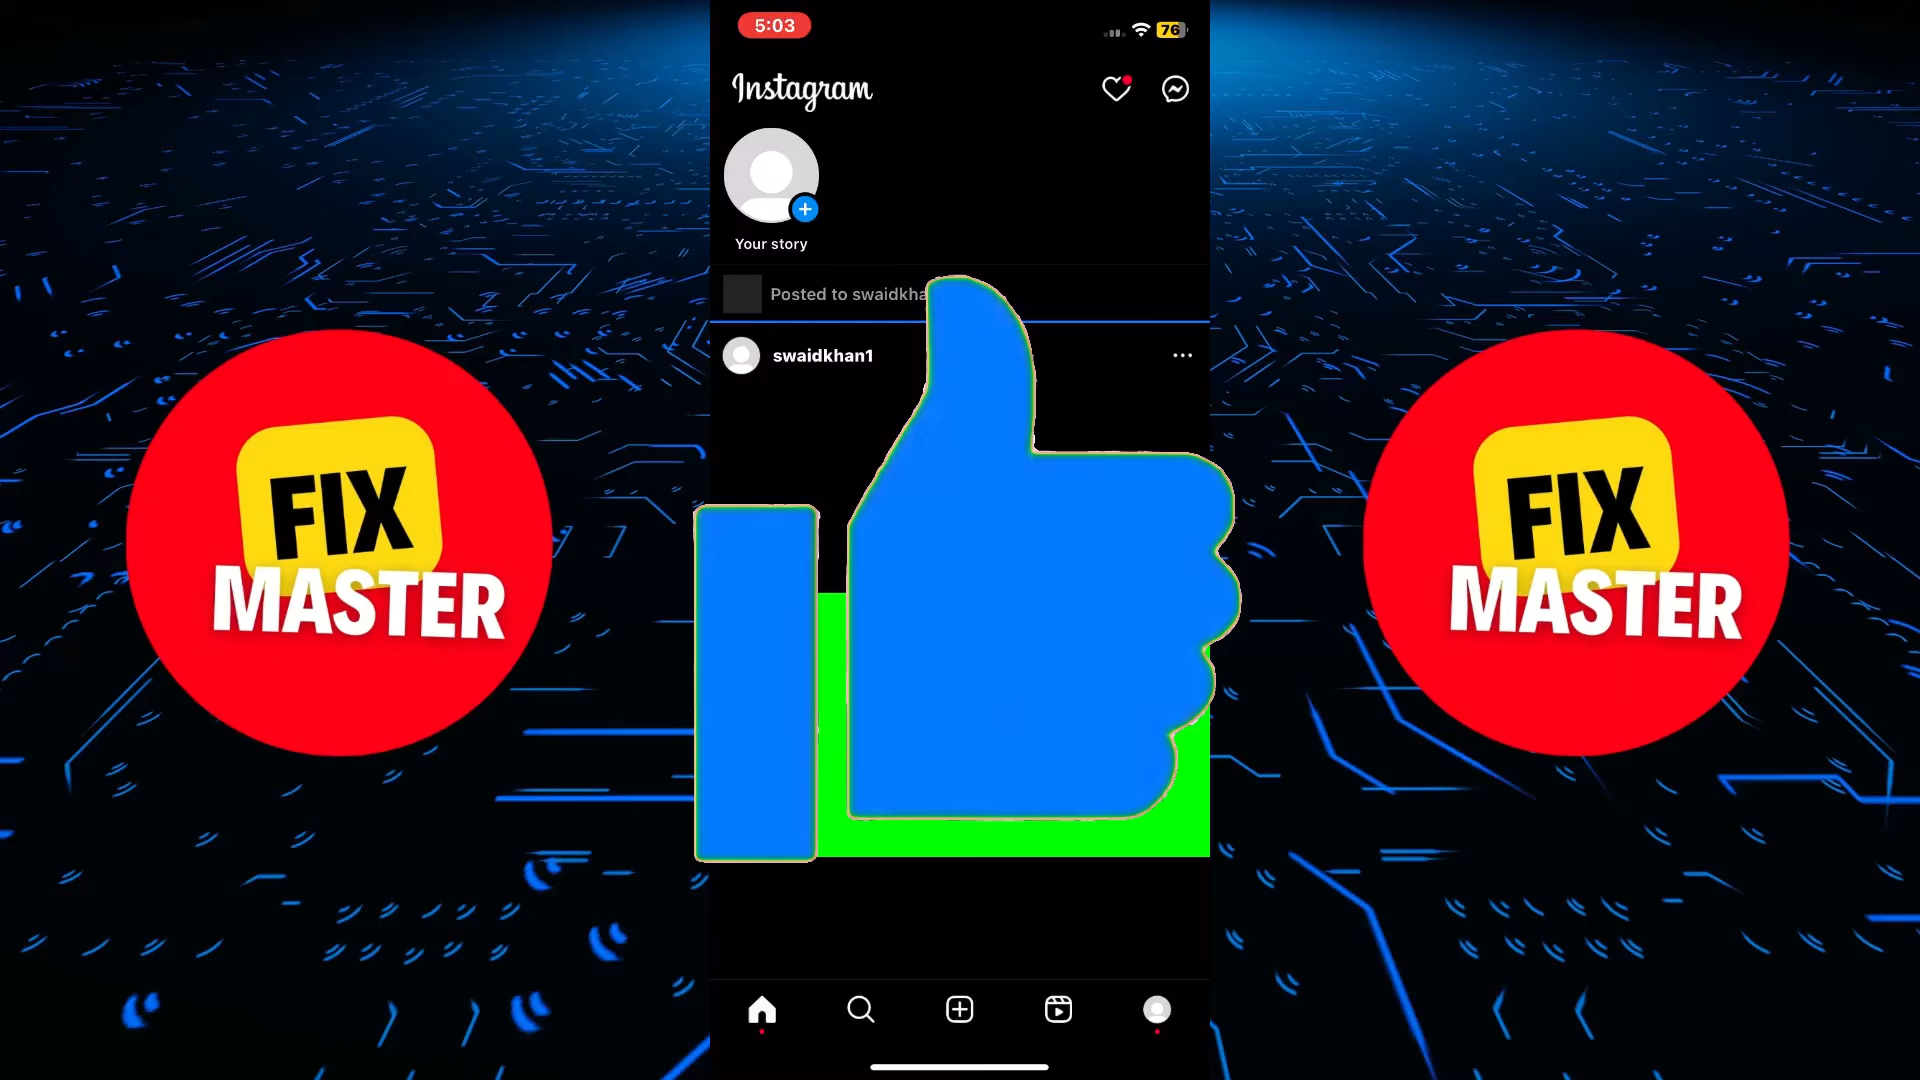 5:03
76
Instagram
Your story
Posted to swaidkha
swaidkhan1
FIX
MASTER
FIX
MASTER